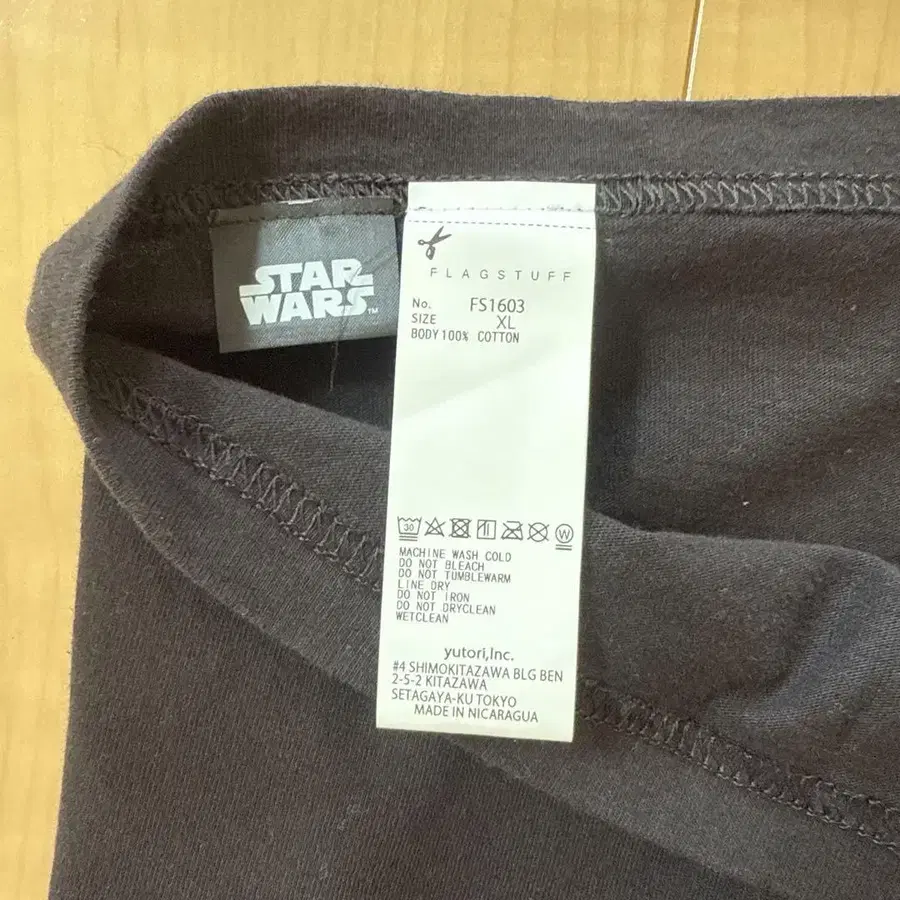 STAR
WARS™
FLAGSTUFF
No. FS1603
SIZE XL
BODY 100% COTTON
30
W
MACHINE WASH COLD
DO NOT BLEACH
DO NOT TUMBLEWARM
LINE DRY
DO NOT IRON
DO NOT DRYCLEAN
WETCLEAN
yutori,Inc.
#4 SHIMOKITAZAWA BLG BEN
2-5-2 KITAZAWA
SETAGAYA-KU TOKYO
MADE IN NICARAGUA